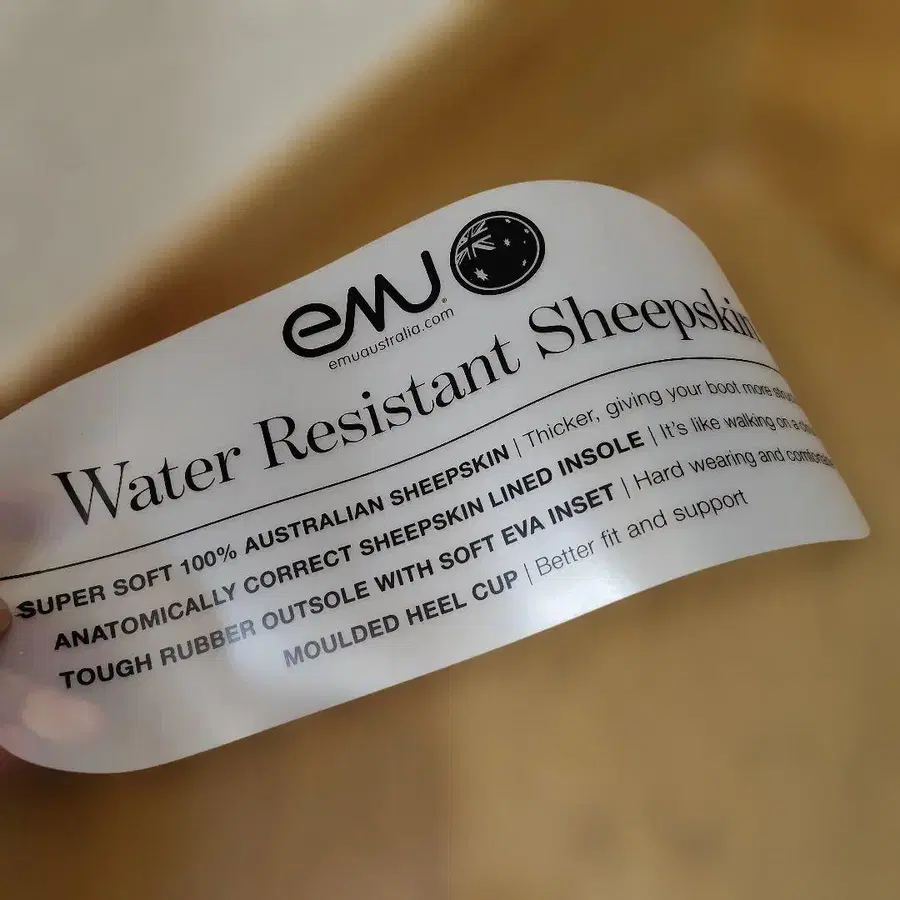 emu®
emuaustralia.com
Water Resistant Sheepskin
SUPER SOFT 100% AUSTRALIAN SHEEPSKIN | Thicker, giving your boot more
ANATOMICALLY CORRECT SHEEPSKIN LINED INSOLE | It's like walking on a
TOUGH RUBBER OUTSOLE WITH SOFT EVA INSET | Hard wearing and
MOULDED HEEL CUP | Better fit and support